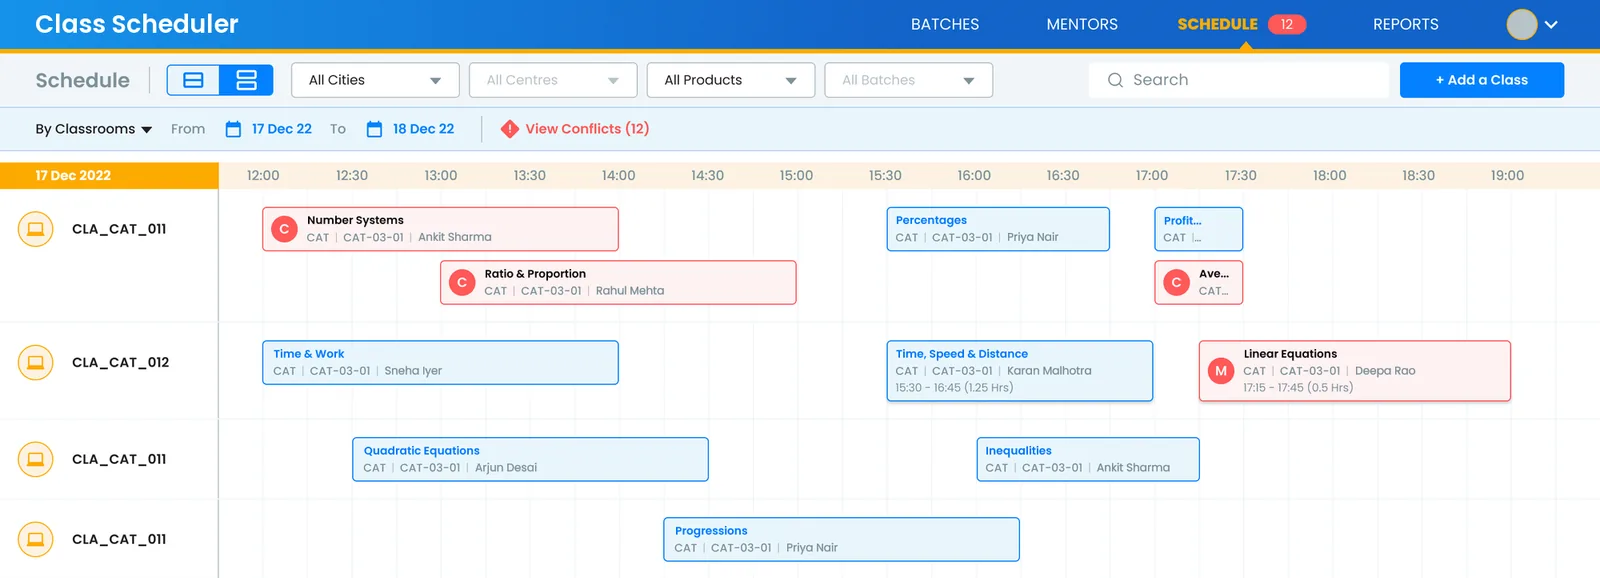 Class Scheduler
BATCHES
MENTORS
SCHEDULE 12
REPORTS
Schedule
All Cities
All Centres
All Products
All Batches
Search
+ Add a Class
By Classrooms
From
17 Dec 22
To
18 Dec 22
!
View Conflicts (12)
17 Dec 2022
12:00 12:30 13:00 13:30 14:00 14:30 15:00 15:30 16:00 16:30 17:00 17:30 18:00 18:30 19:00
CLA_CAT_011
C
Number Systems
CAT | CAT-03-01 | Ankit Sharma
Percentages
CAT | CAT-03-01 | Priya Nair
Profit...
CAT |...
C
Ratio & Proportion
CAT | CAT-03-01 | Rahul Mehta
C
Ave...
CAT...
CLA_CAT_012
Time & Work
CAT | CAT-03-01 | Sneha Iyer
Time, Speed & Distance
CAT | CAT-03-01 | Karan Malhotra
15:30 - 16:45 (1.25 Hrs)
M
Linear Equations
CAT | CAT-03-01 | Deepa Rao
17:15 - 17:45 (0.5 Hrs)
CLA_CAT_011
Quadratic Equations
CAT | CAT-03-01 | Arjun Desai
Inequalities
CAT | CAT-03-01 | Ankit Sharma
CLA_CAT_011
Progressions
CAT | CAT-03-01 | Priya Nair